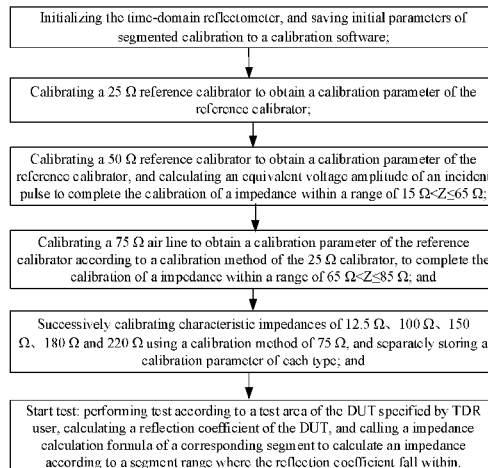 Initializing the time-domain reflectometer, and saving initial parameters of
segmented calibration to a calibration software;
Calibrating a 25 Ω reference calibrator to obtain a calibration parameter of the
reference calibrator;
Calibrating a 50 Ω reference calibrator to obtain a calibration parameter of the
reference calibrator, and calculating an equivalent voltage amplitude of an incident
pulse to complete the calibration of a impedance within a range of 15 Ω<Z≤65 Ω;
Calibrating a 75 Ω air line to obtain a calibration parameter of the reference
calibrator according to a calibration method of the 25 Ω calibrator, to complete the
calibration of a impedance within a range of 65 Ω<Z≤85 Ω; and
Successively calibrating characteristic impedances of 12.5 Ω、100 Ω、150
Ω、180 Ω and 220 Ω using a calibration method of 75 Ω, and separately storing a
calibration parameter of each type; and
Start test: performing test according to a test area of the DUT specified by TDR
user, calculating a reflection coefficient of the DUT, and calling a impedance
calculation formula of a corresponding segment to calculate an impedance
according to a segment range where the reflection coefficient fall within.